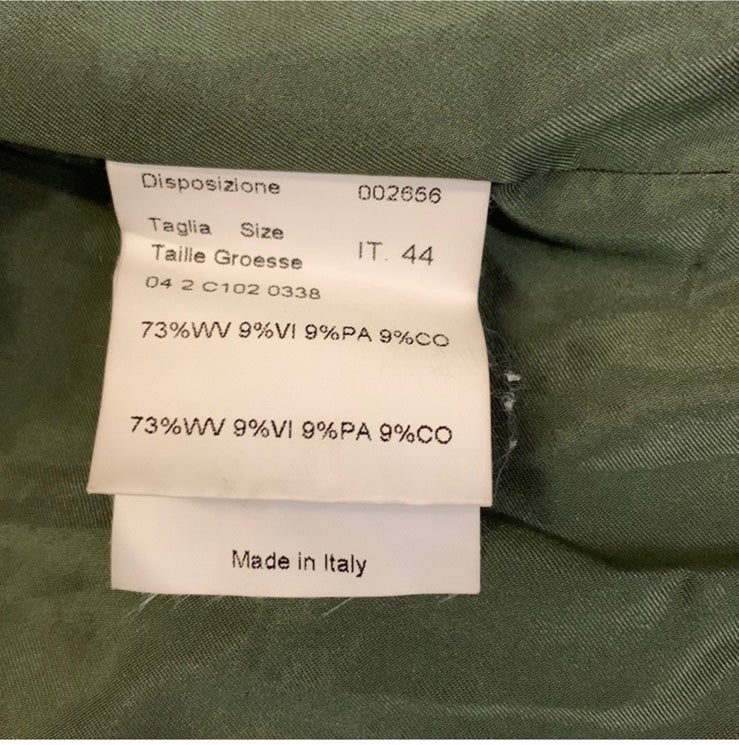 Disposizione 002656
Taglia Size
Taille Groesse IT. 44
04 2 C102 0338
73%WV 9%VI 9%PA 9%CO
73%WV 9%VI 9%PA 9%CO
Made in Italy